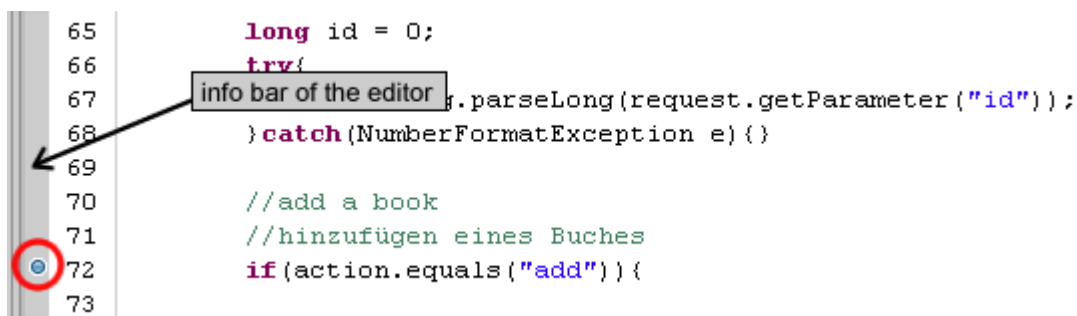 65 long id = 0;
66 try{
info bar of the editor
67 g.parseLong(request.getParameter("id"));
68 }catch(NumberFormatException e){}
69
70 //add a book
71 //hinzufügen eines Buches
72 if(action.equals("add")){
73